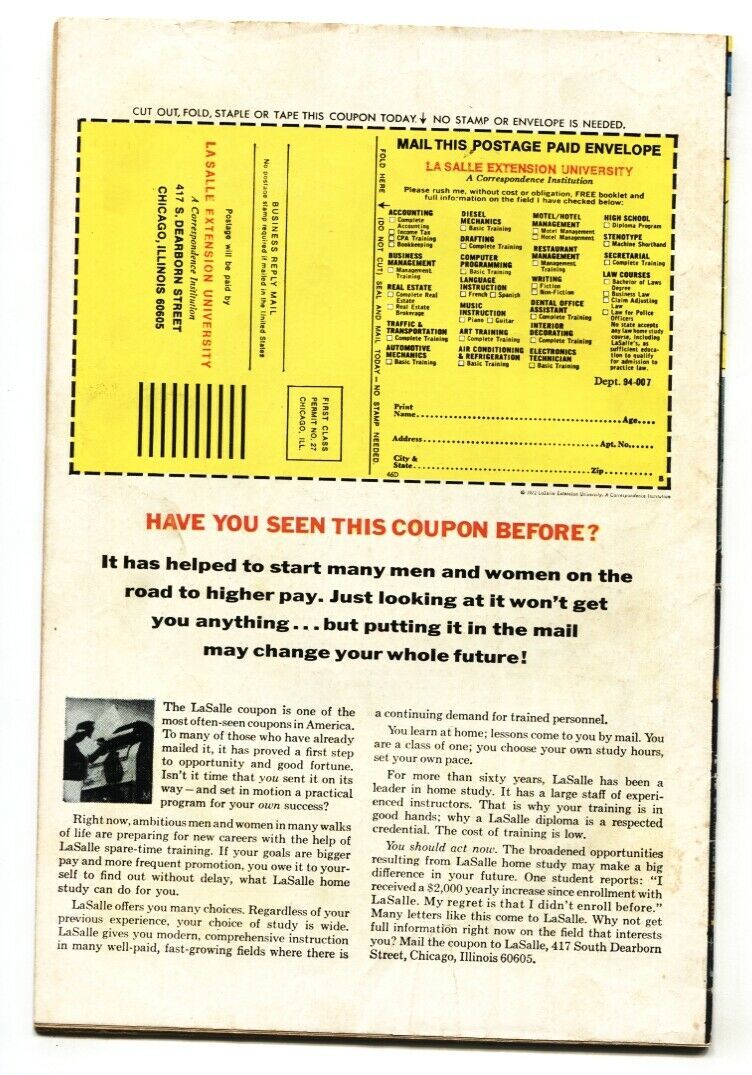 CUT OUT, FOLD, STAPLE OR TAPE THIS COUPON TODAY. ↓ NO STAMP OR ENVELOPE IS NEEDED.
LA SALLE EXTENSION UNIVERSITY
A Correspondence Institution
417 S. DEARBORN STREET
CHICAGO, ILLINOIS 60605
Postage will be paid by
BUSINESS REPLY MAIL
No postage stamp required if mailed in the United States
FIRST CLASS
PERMIT NO. 27
CHICAGO, ILL.
FOLD HERE ↓ (DO NOT CUT) SEAL AND MAIL TODAY – NO STAMP NEEDED.
MAIL THIS POSTAGE PAID ENVELOPE
LA SALLE EXTENSION UNIVERSITY
A Correspondence Institution
Please rush me, without cost or obligation, FREE booklet and
full information on the field I have checked below:
ACCOUNTING
☐ Complete
Accounting
☐ Income Tax
☐ CPA Training
☐ Bookkeeping
BUSINESS
MANAGEMENT
☐ Management
Training
REAL ESTATE
☐ Complete Real
Estate
☐ Real Estate
Brokerage
TRAFFIC &
TRANSPORTATION
☐ Complete Training
AUTOMOTIVE
MECHANICS
☐ Basic Training
DIESEL
MECHANICS
☐ Basic Training
DRAFTING
☐ Complete Training
COMPUTER
PROGRAMMING
☐ Basic Training
LANGUAGE
INSTRUCTION
☐ French ☐ Spanish
MUSIC
INSTRUCTION
☐ Piano ☐ Guitar
ART TRAINING
☐ Complete Training
AIR CONDITIONING
& REFRIGERATION
☐ Basic Training
MOTEL/HOTEL
MANAGEMENT
☐ Motel Management
☐ Hotel Management
RESTAURANT
MANAGEMENT
☐ Management
Training
WRITING
☐ Fiction
☐ Non-Fiction
DENTAL OFFICE
ASSISTANT
☐ Complete Training
INTERIOR
DECORATING
☐ Complete Training
ELECTRONICS
TECHNICIAN
☐ Basic Training
HIGH SCHOOL
☐ Diploma Program
STENOTYPE
☐ Machine Shorthand
SECRETARIAL
☐ Complete Training
LAW COURSES
☐ Bachelor of Laws
Degree
☐ Business Law
☐ Claim Adjusting
Law
☐ Law for Police
Officers
No state accepts
any law home study
course, including
LaSalle's, as
sufficient educa-
tion to qualify
for admission to
practice law.
Dept. 94-007
Print
Name Age
Address Apt. No.
City &
State Zip
46D
8
© 1972 LaSalle Extension University, A Correspondence Institution
HAVE YOU SEEN THIS COUPON BEFORE?
It has helped to start many men and women on the
road to higher pay. Just looking at it won't get
you anything...but putting it in the mail
may change your whole future!
The LaSalle coupon is one of the
most often-seen coupons in America.
To many of those who have already
mailed it, it has proved a first step
to opportunity and good fortune.
Isn't it time that you sent it on its
way—and set in motion a practical
program for your own success?
Right now, ambitious men and women in many walks
of life are preparing for new careers with the help of
LaSalle spare-time training. If your goals are bigger
pay and more frequent promotion, you owe it to your-
self to find out without delay, what LaSalle home
study can do for you.
LaSalle offers you many choices. Regardless of your
previous experience, your choice of study is wide.
LaSalle gives you modern, comprehensive instruction
in many well-paid, fast-growing fields where there is
a continuing demand for trained personnel.
You learn at home; lessons come to you by mail. You
are a class of one; you choose your own study hours,
set your own pace.
For more than sixty years, LaSalle has been a
leader in home study. It has a large staff of experi-
enced instructors. That is why your training is in
good hands; why a LaSalle diploma is a respected
credential. The cost of training is low.
You should act now. The broadened opportunities
resulting from LaSalle home study may make a big
difference in your future. One student reports: “I
received a $2,000 yearly increase since enrollment with
LaSalle. My regret is that I didn't enroll before.”
Many letters like this come to LaSalle. Why not get
full information right now on the field that interests
you? Mail the coupon to LaSalle, 417 South Dearborn
Street, Chicago, Illinois 60605.